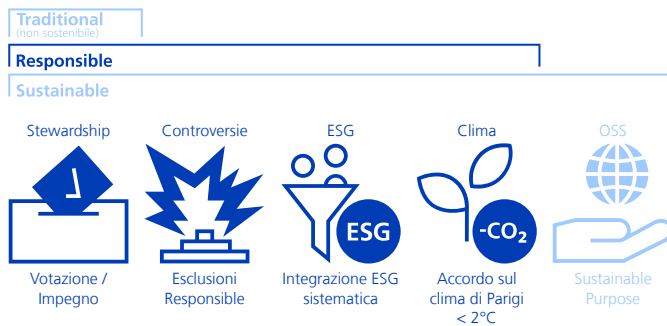 Traditional
(non sostenibile)
Responsible
Sustainable
Stewardship
Controversie
ESG
Clima
OSS
ESG
-CO₂
Votazione /
Impegno
Esclusioni
Responsible
Integrazione ESG
sistematica
Accordo sul
clima di Parigi
< 2°C
Sustainable
Purpose